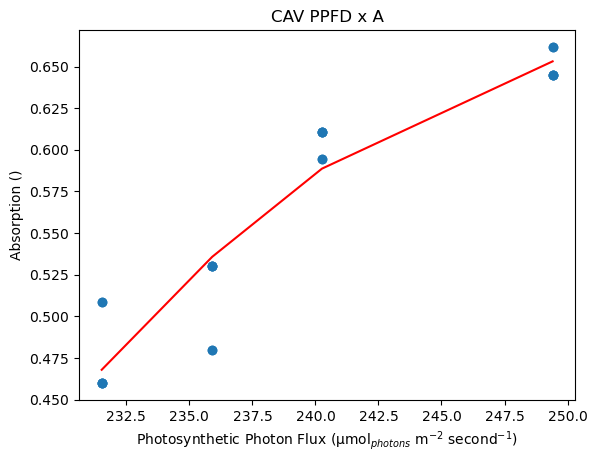 CAV PPFD x A
Absorption ()
0.650
0.625
0.600
0.575
0.550
0.525
0.500
0.475
0.450
232.5 235.0 237.5 240.0 242.5 245.0 247.5 250.0
Photosynthetic Photon Flux (μmol$_{photons}$ m$^{-2}$ second$^{-1}$)